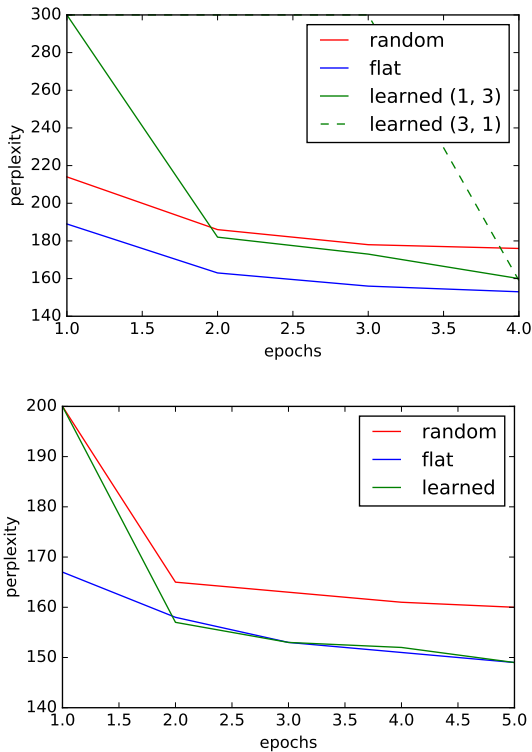 300
280
260
240
220
200
180
160
140
perplexity
random
flat
learned (1, 3)
learned (3, 1)
1.0 1.5 2.0 2.5 3.0 3.5 4.0
epochs
200
190
180
170
160
150
140
perplexity
random
flat
learned
1.0 1.5 2.0 2.5 3.0 3.5 4.0 4.5 5.0
epochs